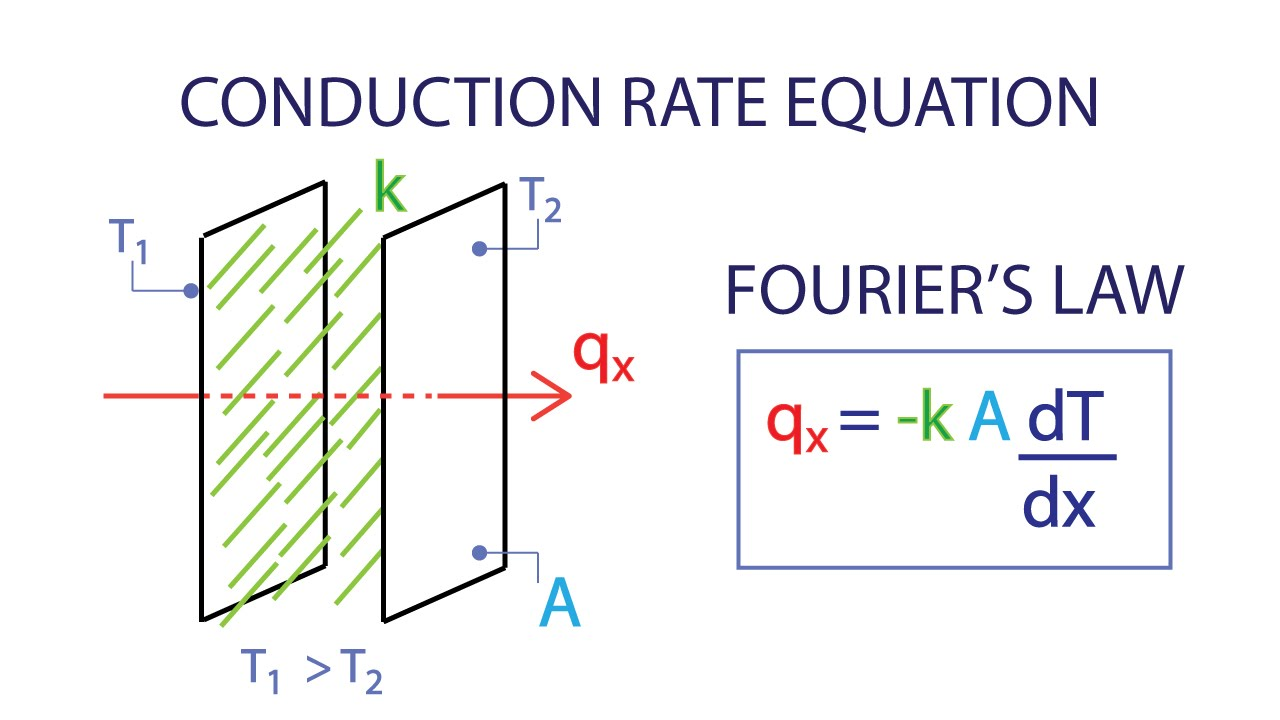 CONDUCTION RATE EQUATION
k
T₂
T₁
FOURIER'S LAW
qₓ
qₓ = -k A dT
dx
A
T₁ > T₂